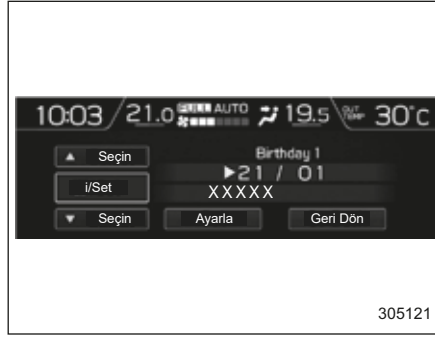 10:03 21.0 FULL AUTO 19.5 OUT TEMP 30°C
▲ Seçin
Birthday 1
▶21 / 01
i/Set
XXXXX
▼ Seçin
Ayarla
Geri Dön
305121